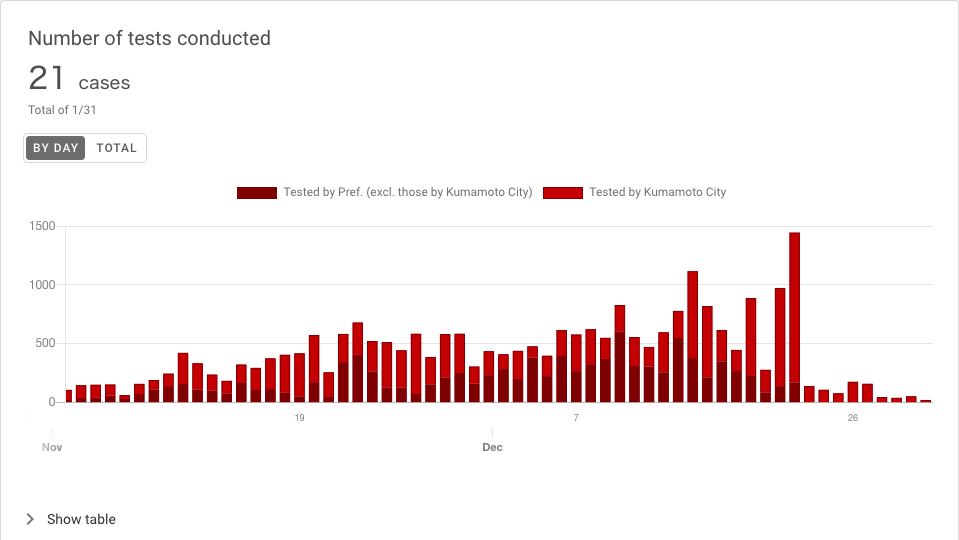 Number of tests conducted
21 cases
Total of 1/31
BY DAY TOTAL
Tested by Pref. (excl. those by Kumamoto City) Tested by Kumamoto City
1500
1000
500
0
19 7 26
Nov Dec
Show table